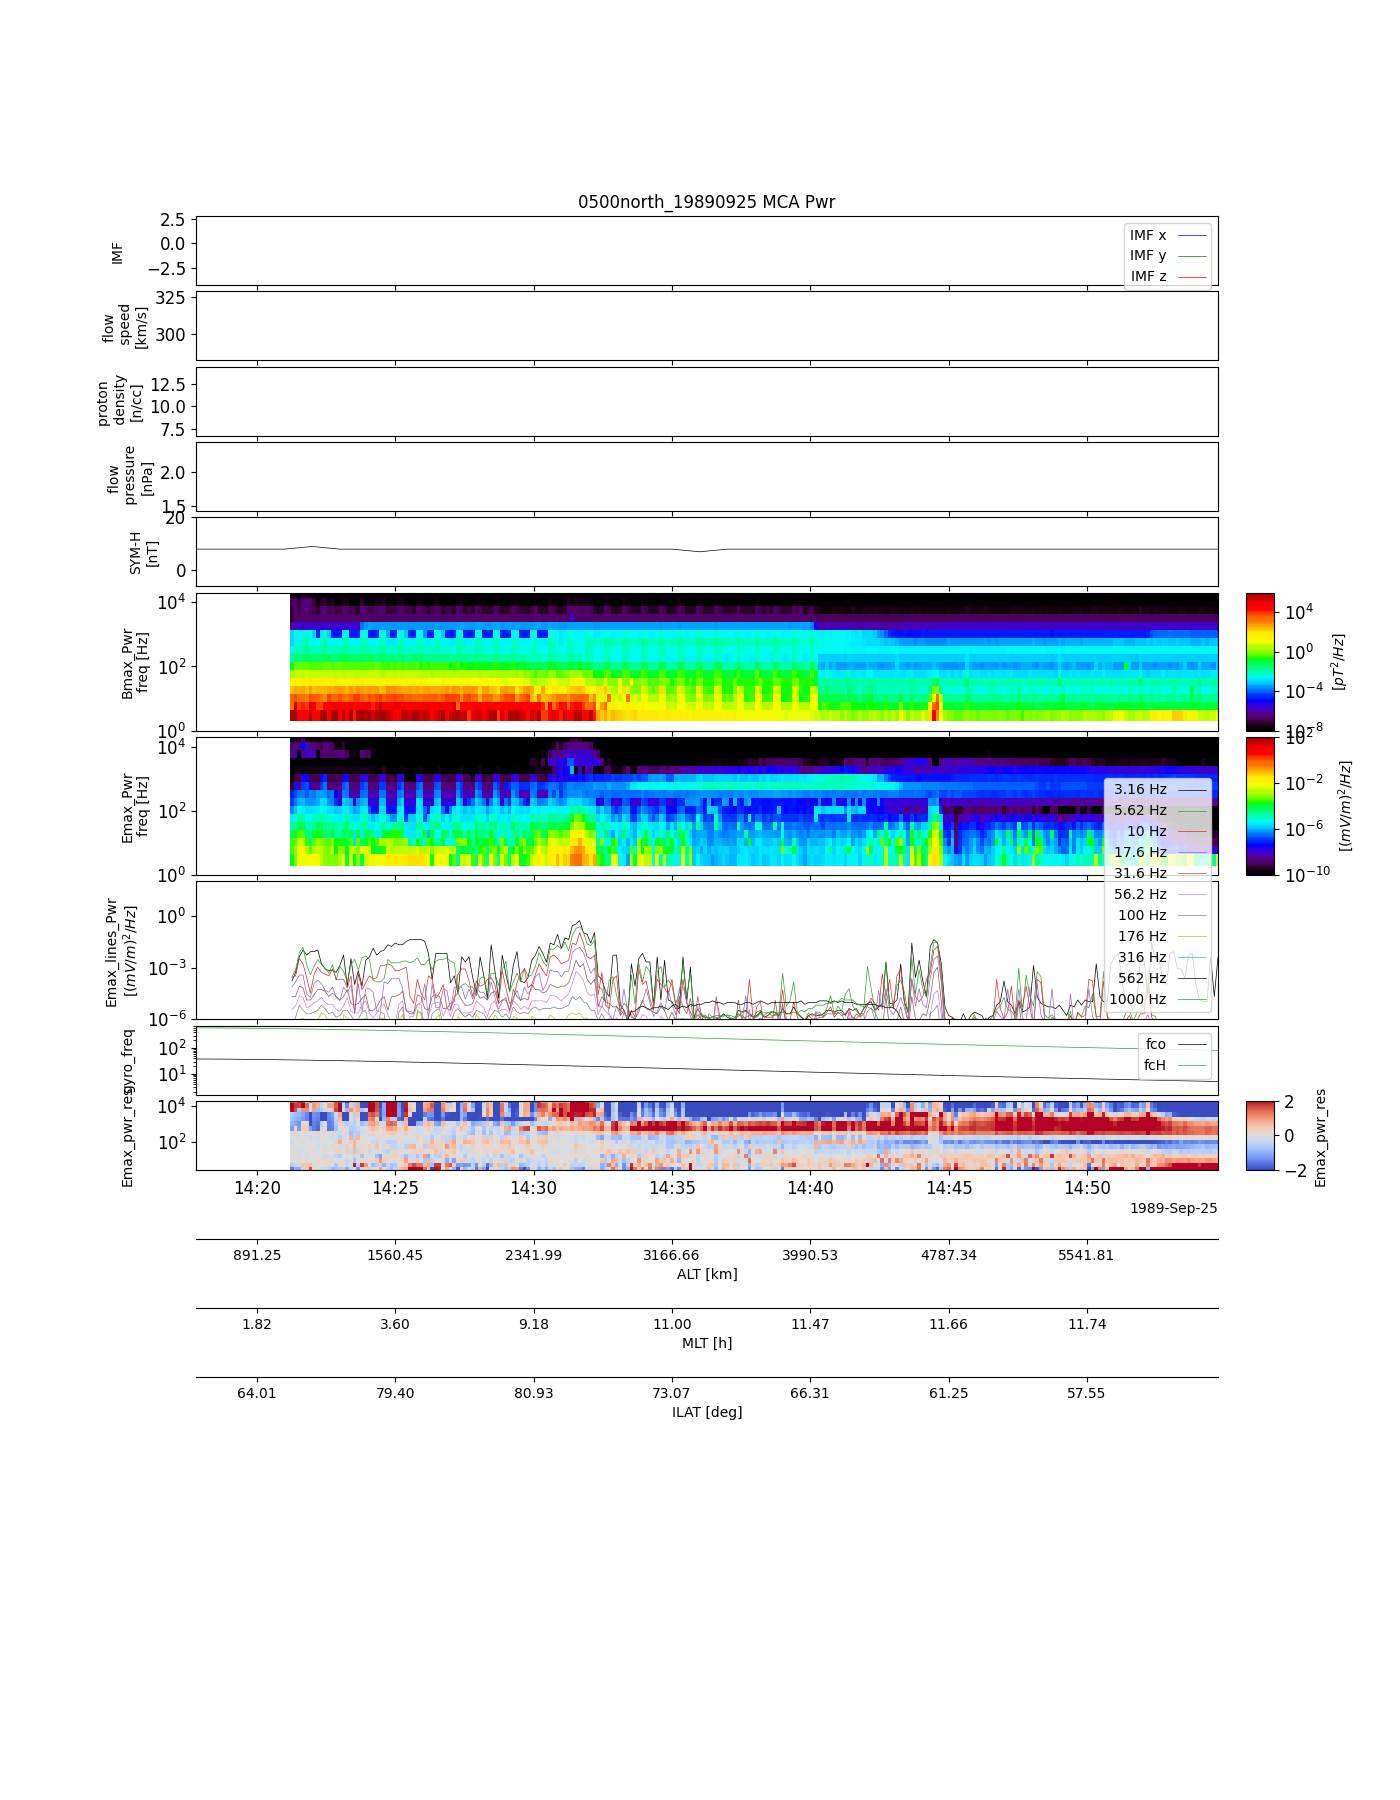 0500north_19890925 MCA Pwr
2.5
0.0
−2.5
IMF
IMF x
IMF y
IMF z
325
300
flow
speed
[km/s]
12.5
10.0
7.5
proton
density
[n/cc]
2.0
1.5
flow
pressure
[nPa]
20
0
SYM-H
[nT]
10^4
10^2
10^0
Bmax_Pwr
freq [Hz]
10^4
10^0
10^−4
10^−8
[pT^2/Hz]
10^4
10^2
10^0
Emax_Pwr
freq [Hz]
10^2
10^−2
10^−6
10^−10
[(mV/m)^2/Hz]
3.16 Hz
5.62 Hz
10 Hz
17.6 Hz
31.6 Hz
56.2 Hz
100 Hz
176 Hz
316 Hz
562 Hz
1000 Hz
10^0
10^−3
10^−6
Emax_lines_Pwr
[(mV/m)^2/Hz]
10^2
10^1
gyro_freq
fco
fcH
10^4
10^2
Emax_pwr_res
2
0
−2
Emax_pwr_res
14:20 14:25 14:30 14:35 14:40 14:45 14:50
1989-Sep-25
891.25 1560.45 2341.99 3166.66 3990.53 4787.34 5541.81
ALT [km]
1.82 3.60 9.18 11.00 11.47 11.66 11.74
MLT [h]
64.01 79.40 80.93 73.07 66.31 61.25 57.55
ILAT [deg]